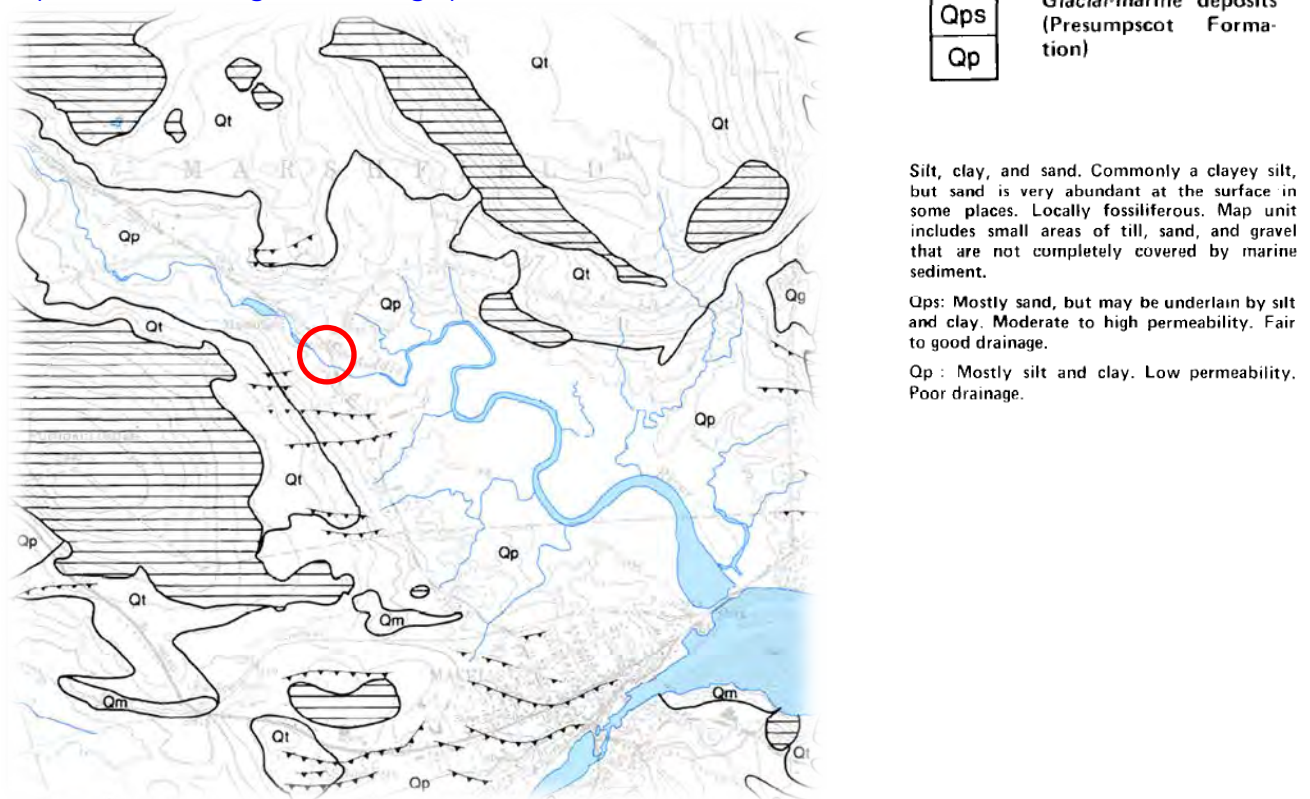 Qps
Qp
Glacial-marine deposits
(Presumpscot Forma-
tion)
Silt, clay, and sand. Commonly a clayey silt,
but sand is very abundant at the surface in
some places. Locally fossiliferous. Map unit
includes small areas of till, sand, and gravel
that are not completely covered by marine
sediment.
Qps: Mostly sand, but may be underlain by silt
and clay. Moderate to high permeability. Fair
to good drainage.
Qp : Mostly silt and clay. Low permeability.
Poor drainage.
Qt
Qt
Qt
Qp
Qt
Qp
Qg
Qt
Qp
Qt
Qp
Qp
Qt
Qm
Qm
Qm
Qt
Qt
Qp